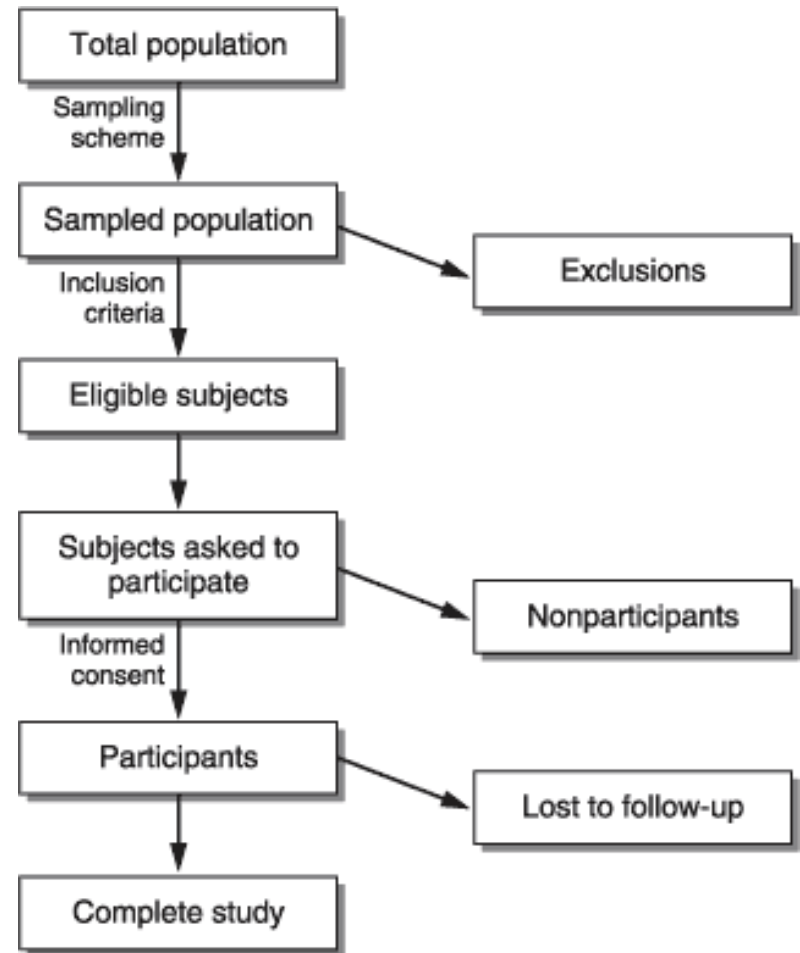 Total population
Sampling
scheme
Sampled population
Exclusions
Inclusion
criteria
Eligible subjects
Subjects asked to
participate
Nonparticipants
Informed
consent
Participants
Lost to follow-up
Complete study